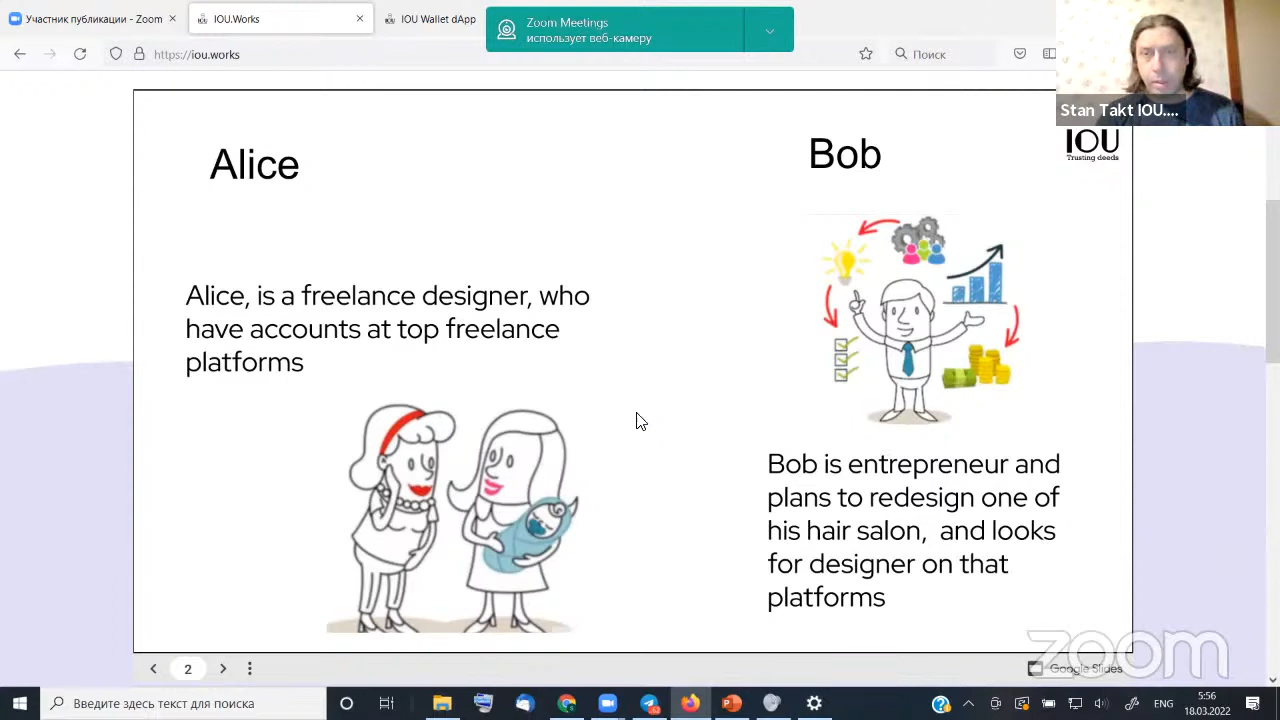 Участник публикации - Zoom
IOU.Works
IOU Wallet dApp
Zoom Meetings
использует веб-камеру
https://iou.works
Поиск
Stan Takt IOU....
IOU
Trusting deeds
Alice
Bob
Alice, is a freelance designer, who
have accounts at top freelance
platforms
Bob is entrepreneur and
plans to redesign one of
his hair salon,  and looks
for designer on that
platforms
2
Google Slides
zoom
Введите здесь текст для поиска
ENG
5:56
18.03.2022